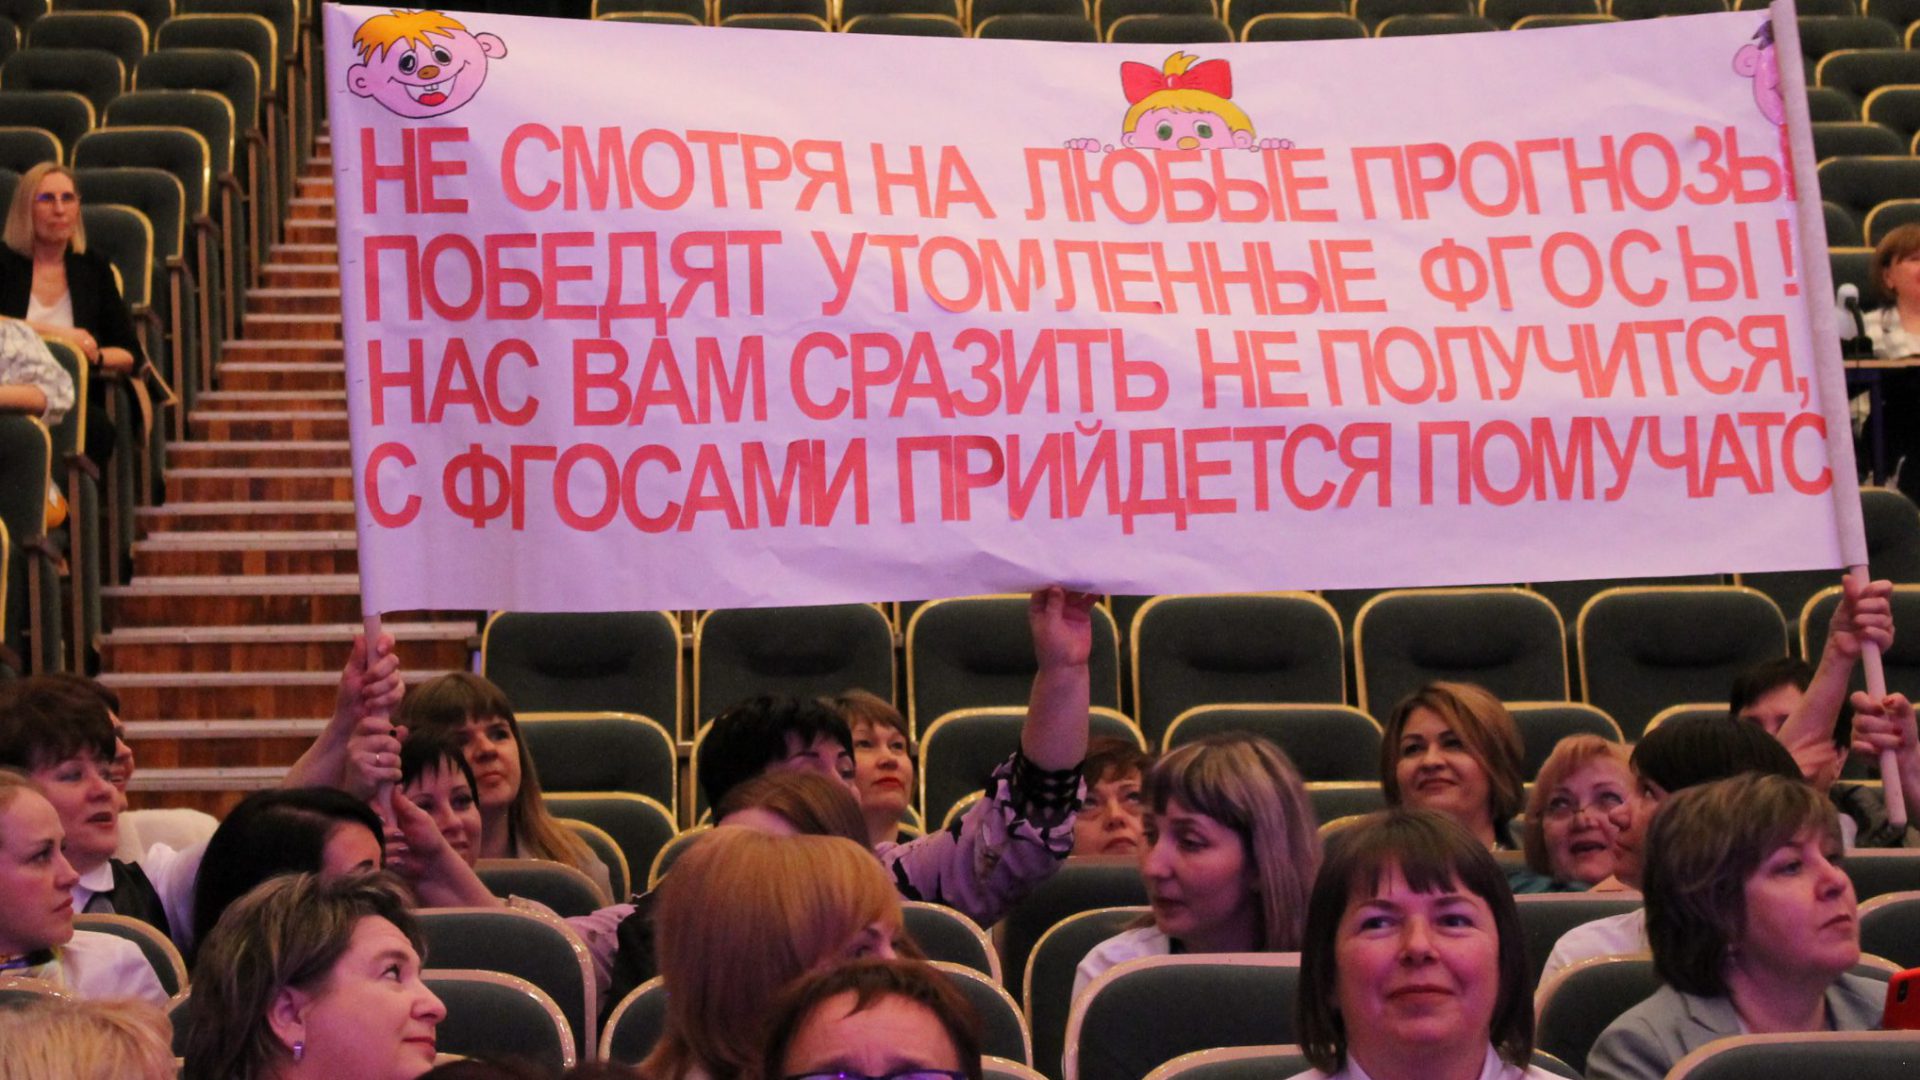 НЕ СМОТРЯ НА ЛЮБЫЕ ПРОГНОЗЫ
ПОБЕДЯТ УТОМЛЕННЫЕ ФГОСЫ!
НАС ВАМ СРАЗИТЬ НЕ ПОЛУЧИТСЯ,
С ФГОСАМИ ПРИЙДЕТСЯ ПОМУЧАТС